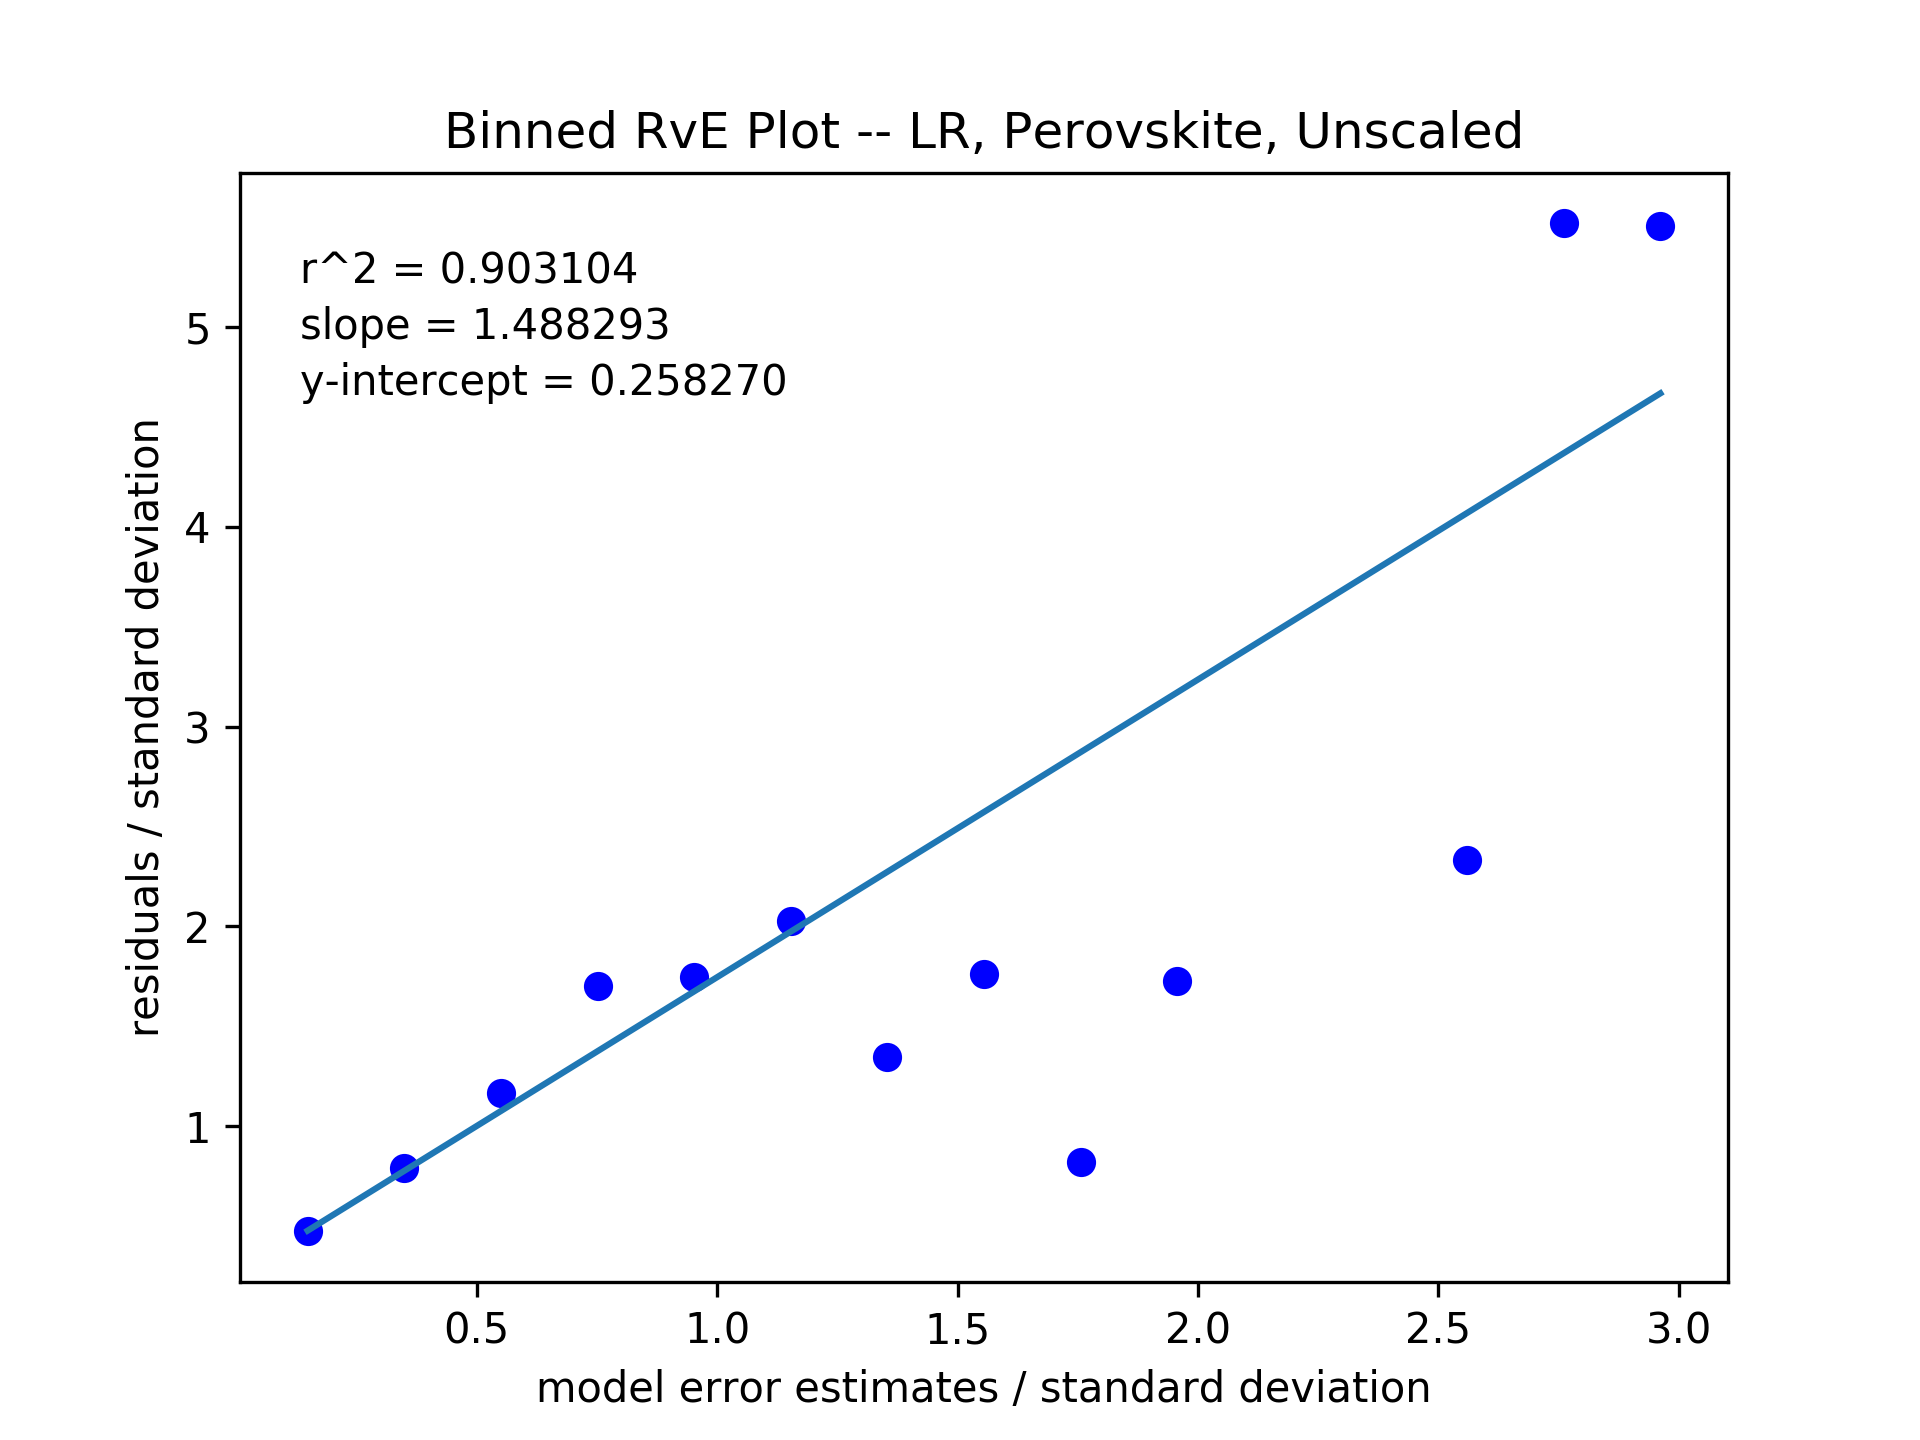 Binned RvE Plot -- LR, Perovskite, Unscaled
r^2 = 0.903104
slope = 1.488293
y-intercept = 0.258270
residuals / standard deviation
5
4
3
2
1
0.5 1.0 1.5 2.0 2.5 3.0
model error estimates / standard deviation